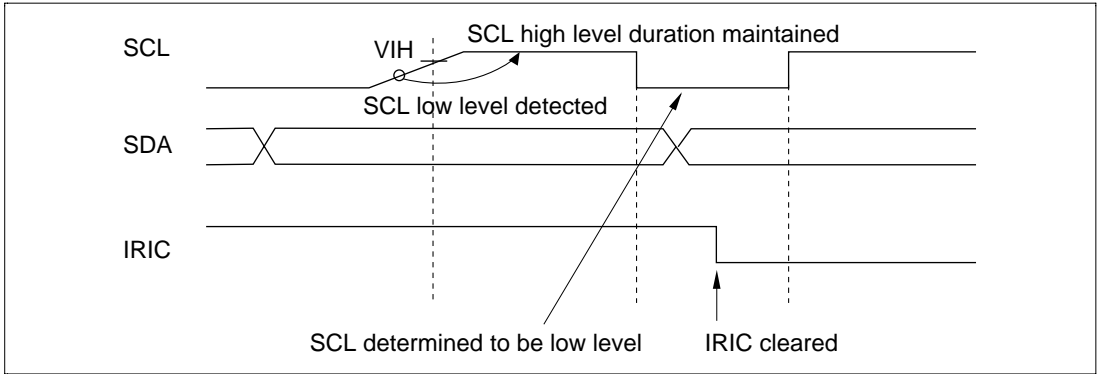 SCL
VIH
SCL high level duration maintained
SCL low level detected
SDA
IRIC
SCL determined to be low level
IRIC cleared